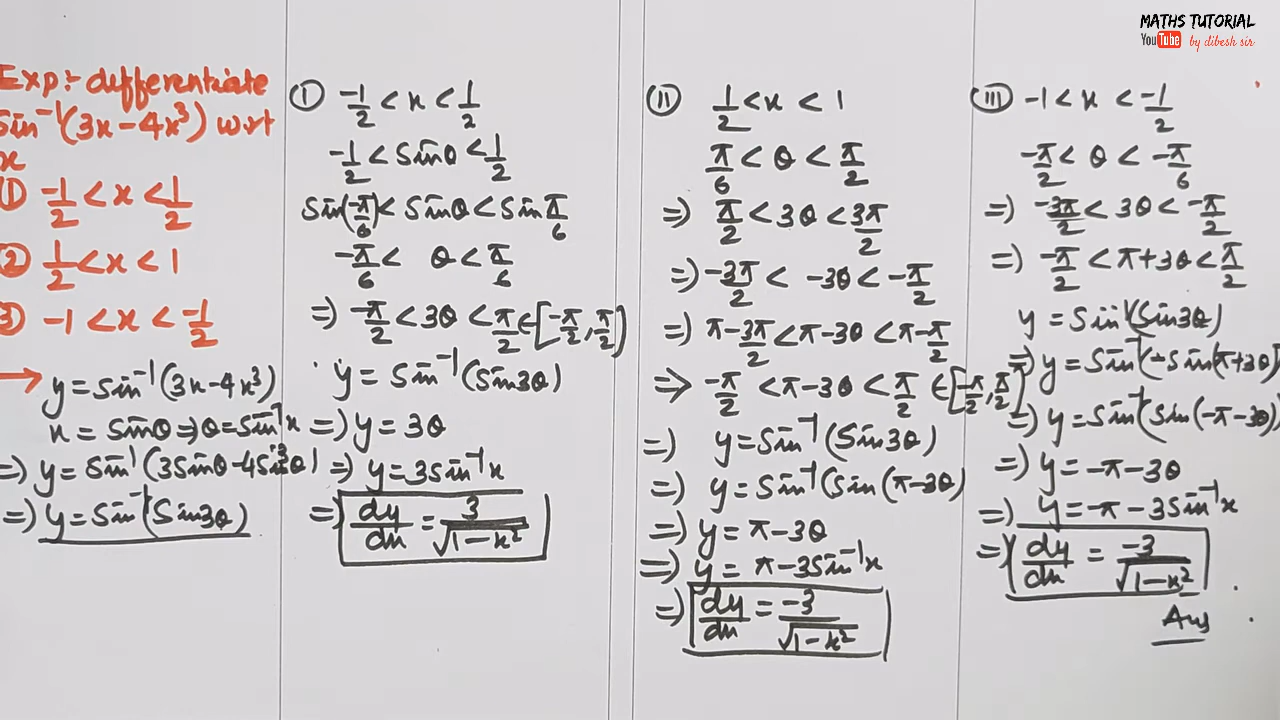 MATHS TUTORIAL
YouTube by dibesh sir
Exp:- differentiate
sin⁻¹(3x-4x³) w.r.t
x
① -1/2 < x < 1/2
② 1/2 < x < 1
③ -1 < x < -1/2
→ y = sin⁻¹(3x-4x³)
x = sinθ ⇒ θ = sin⁻¹x
⇒) y = sin⁻¹(3sinθ-4sin³θ)
⇒) y = sin⁻¹(sin3θ)
Ⓘ -1/2 < x < 1/2
-1/2 < sinθ < 1/2
sin(-π/6) < sinθ < sin π/6
-π/6 < θ < π/6
⇒) -π/2 < 3θ < π/2 ∈ [-π/2, π/2]
y = sin⁻¹(sin3θ)
⇒) y = 3θ
⇒) y = 3sin⁻¹x
⇒) dy/dx = 3/√1-x²
Ⓘⓘ 1/2 < x < 1
π/6 < θ < π/2
⇒) π/2 < 3θ < 3π/2
⇒) -3π/2 < -3θ < -π/2
⇒) π-3π/2 < π-3θ < π-π/2
⇒ -π/2 < π-3θ < π/2 ∈ [-π/2, π/2]
⇒) y = sin⁻¹(sin3θ)
⇒) y = sin⁻¹(sin(π-3θ)
⇒) y = π-3θ
⇒) y = π-3sin⁻¹x
⇒) dy/dx = -3/√1-x²
Ⓘⓘⓘ -1 < x < -1/2
-π/2 < θ < -π/6
⇒) -3π/2 < 3θ < -π/2
⇒) -π/2 < π+3θ < π/2
y = sin⁻¹(sin3θ)
⇒) y = sin⁻¹(-sin(π+3θ)
⇒) y = sin⁻¹(sin(-π-3θ)
⇒) y = -π-3θ
⇒) y = -π-3sin⁻¹x
⇒) dy/dx = -3/√1-x²
Ans